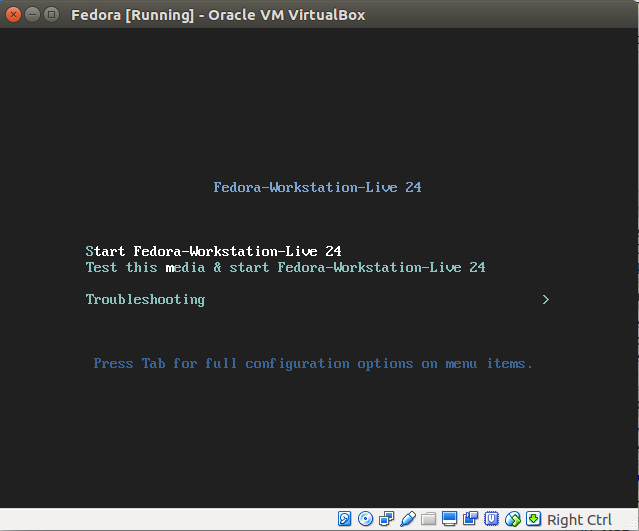 Fedora [Running] - Oracle VM VirtualBox
Fedora-Workstation-Live 24
Start Fedora-Workstation-Live 24
Test this media & start Fedora-Workstation-Live 24
Troubleshooting >
Press Tab for full configuration options on menu items.
Right Ctrl